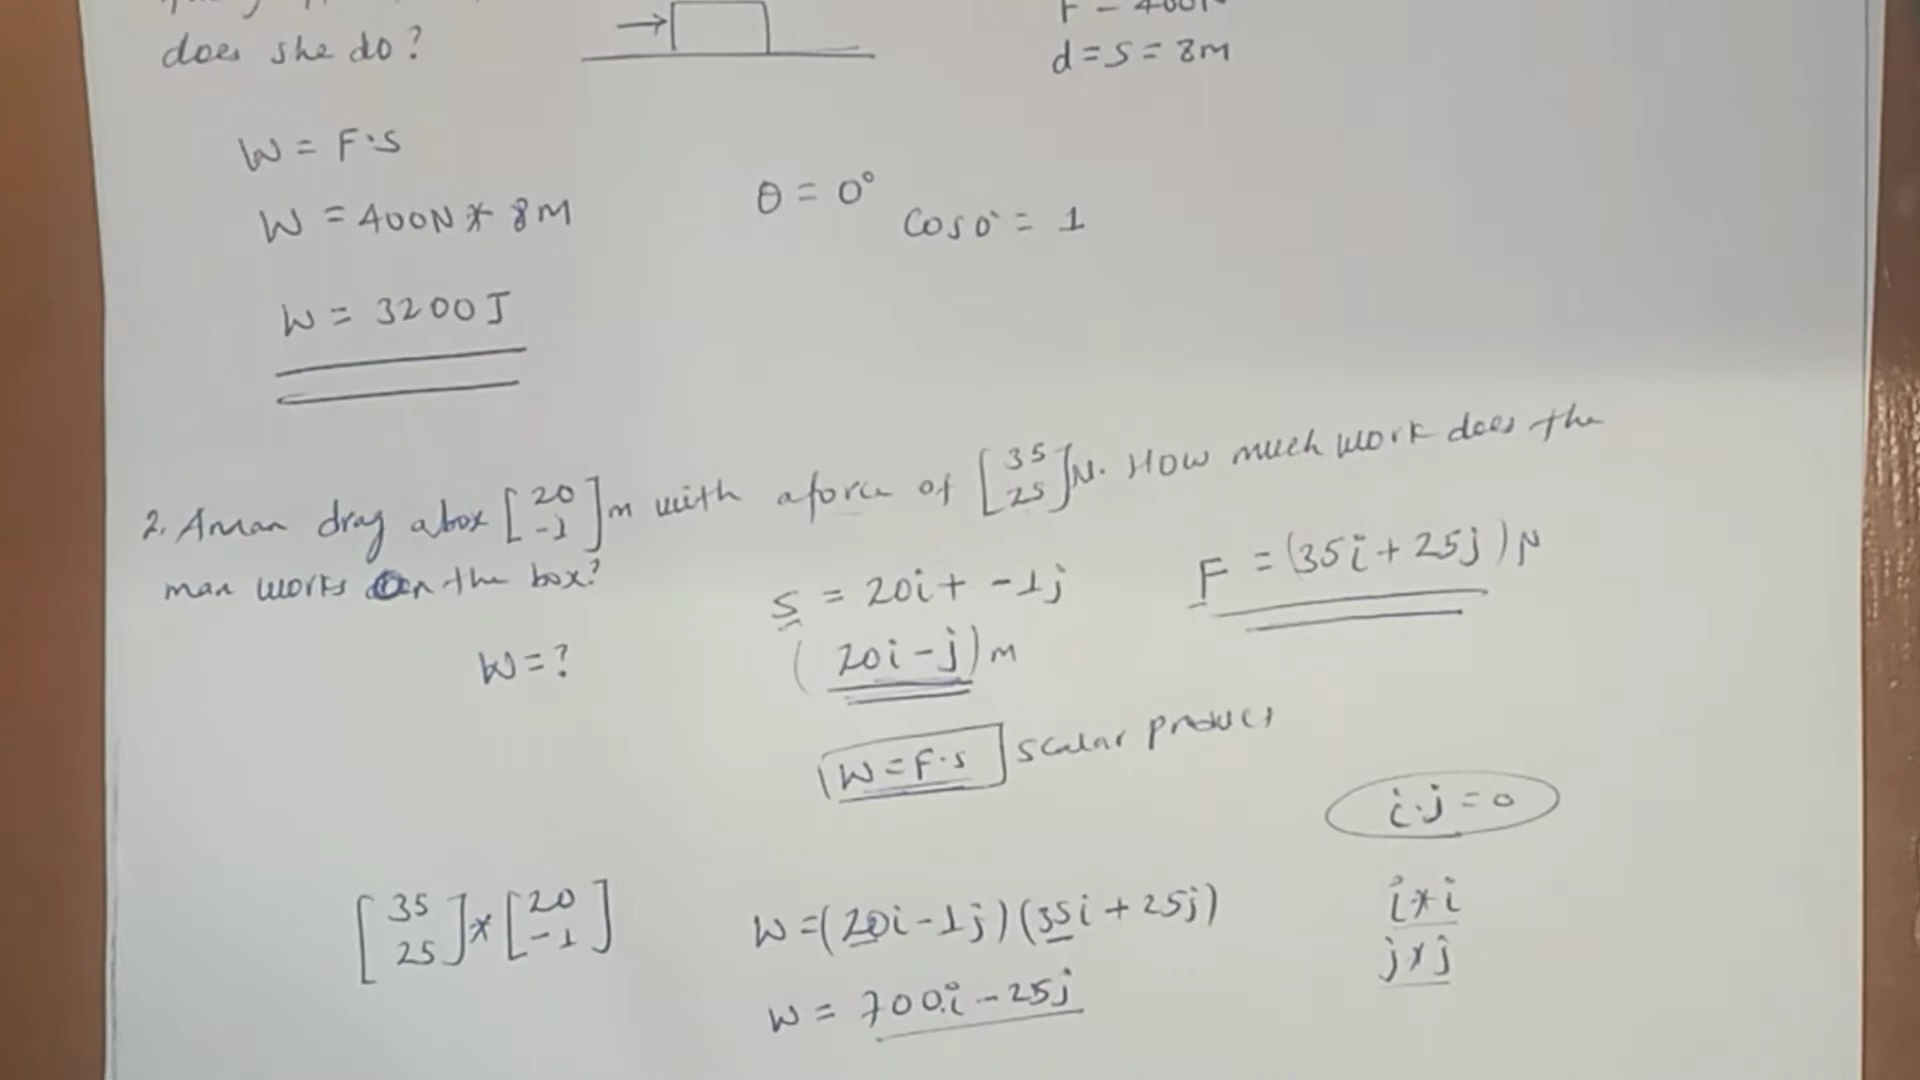 does she do?
F = 400N
d = S = 8M
W = F·S
W = 400N * 8M
θ = 0°
Cos 0° = 1
W = 3200J
2. A man drag a box [20 -1]m with a force of [35 25]N. How much work does the
man works on the box?
W = ?
S = 20i + -1j
(20i - j)m
F = (35i + 25j)N
W = F·s scalar product
i·j = 0
[35 25] * [20 -1]
W = (20i - 1j)(35i + 25j)
i * i
j * j
W = 700i - 25j